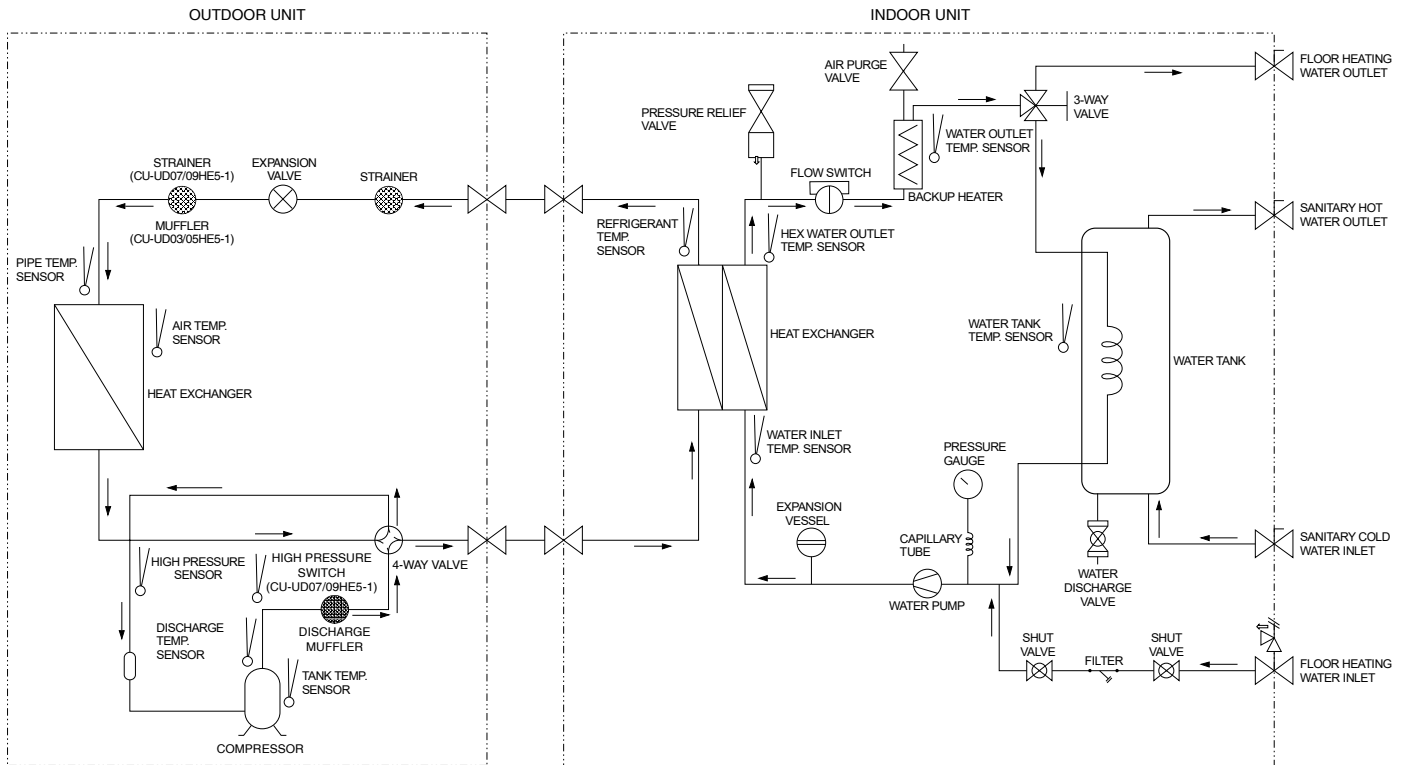 OUTDOOR UNIT
INDOOR UNIT
STRAINER
(CU-UD07/09HE5-1)
EXPANSION
VALVE
STRAINER
MUFFLER
(CU-UD03/05HE5-1)
PIPE TEMP.
SENSOR
AIR TEMP.
SENSOR
HEAT EXCHANGER
HIGH PRESSURE
SENSOR
HIGH PRESSURE
SWITCH
(CU-UD07/09HE5-1)
4-WAY VALVE
DISCHARGE
TEMP.
SENSOR
DISCHARGE
MUFFLER
TANK TEMP.
SENSOR
COMPRESSOR
AIR PURGE
VALVE
PRESSURE RELIEF
VALVE
FLOW SWITCH
WATER OUTLET
TEMP. SENSOR
BACKUP HEATER
3-WAY
VALVE
FLOOR HEATING
WATER OUTLET
REFRIGERANT
TEMP.
SENSOR
HEX WATER OUTLET
TEMP. SENSOR
SANITARY HOT
WATER OUTLET
HEAT EXCHANGER
WATER TANK
TEMP. SENSOR
WATER TANK
WATER INLET
TEMP. SENSOR
PRESSURE
GAUGE
EXPANSION
VESSEL
CAPILLARY
TUBE
WATER PUMP
WATER
DISCHARGE
VALVE
SANITARY COLD
WATER INLET
SHUT
VALVE
FILTER
SHUT
VALVE
FLOOR HEATING
WATER INLET